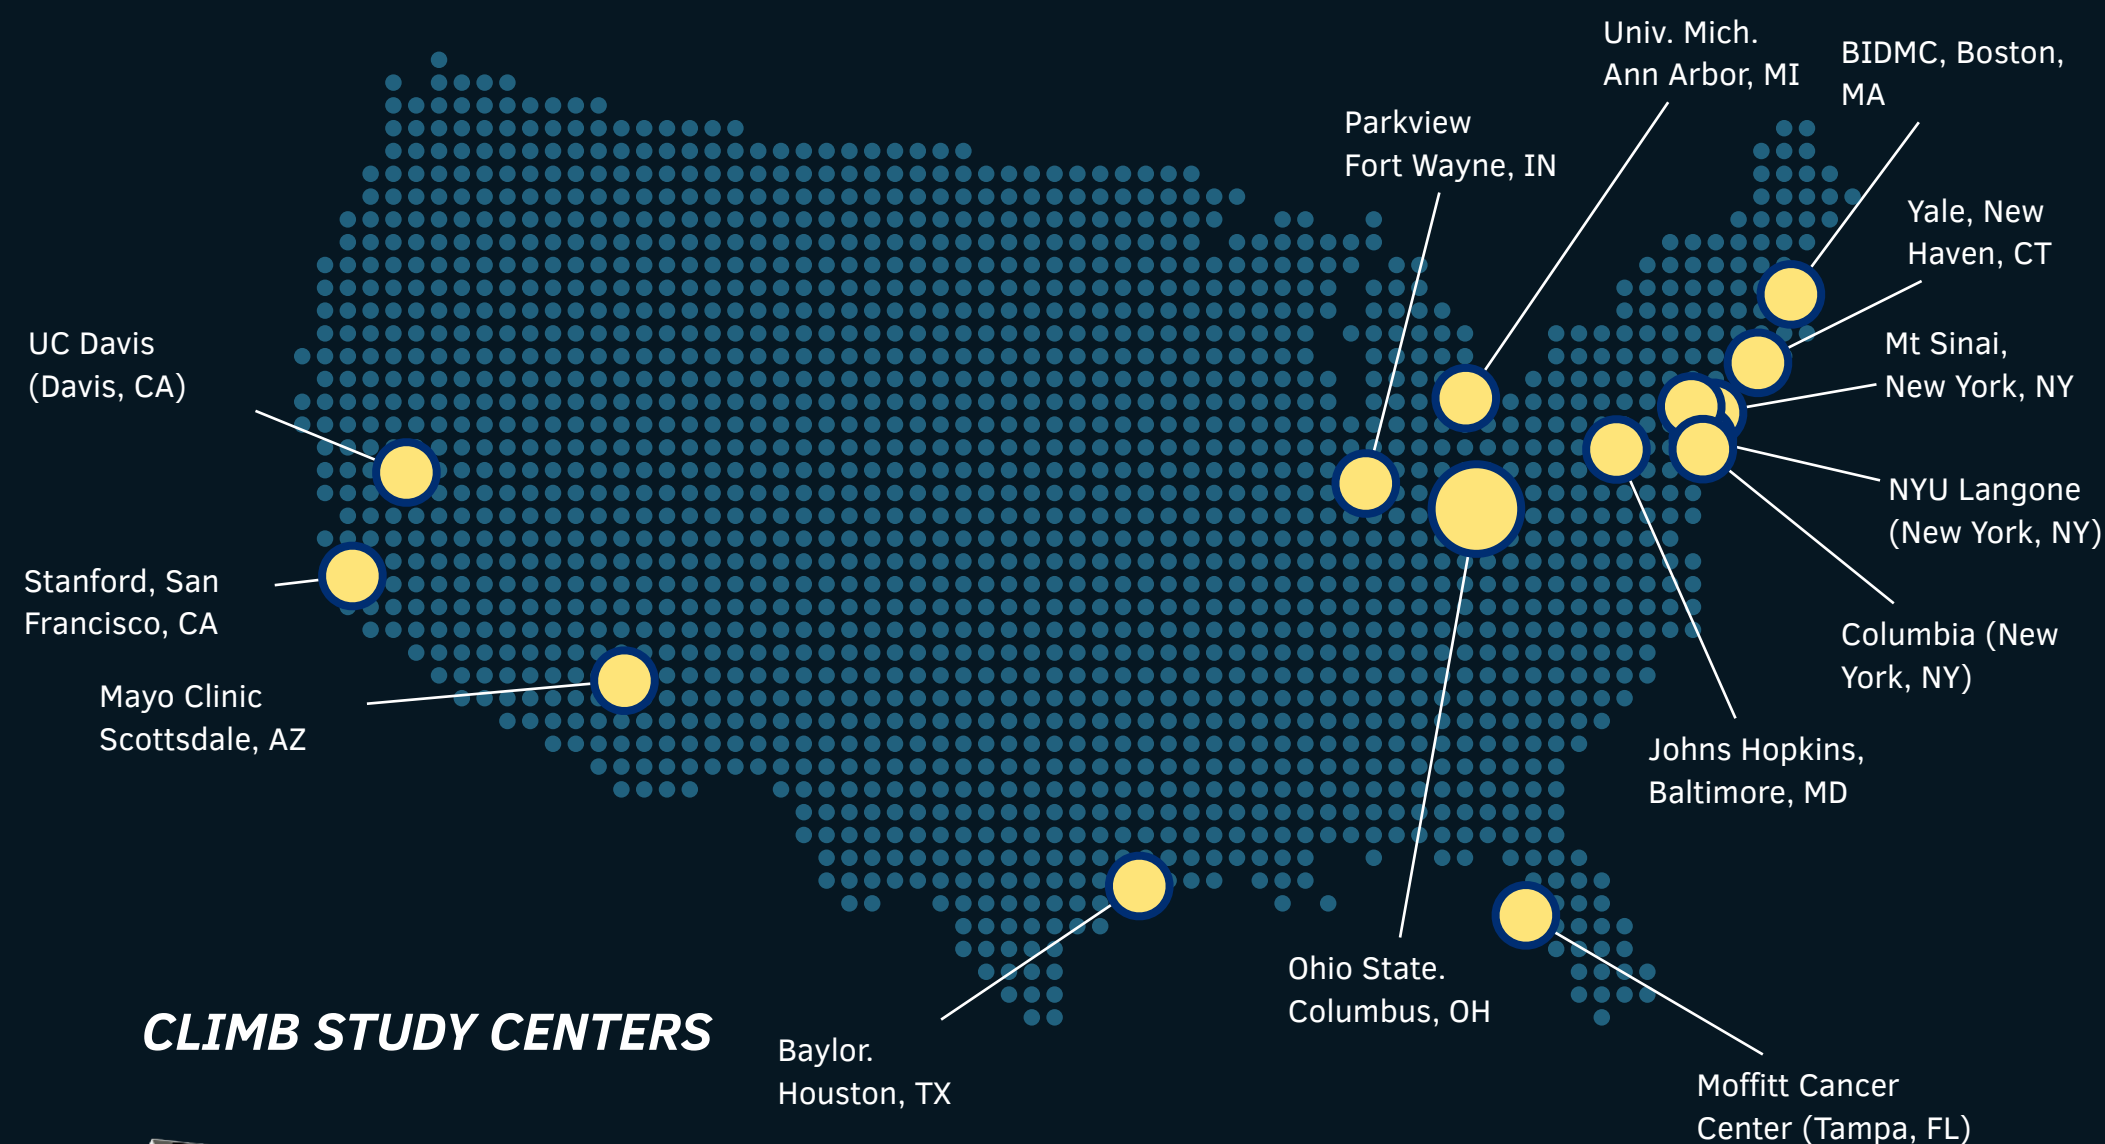 Univ. Mich.
Ann Arbor, MI
BIDMC, Boston,
MA
Parkview
Fort Wayne, IN
Yale, New
Haven, CT
UC Davis
(Davis, CA)
Mt Sinai,
New York, NY
NYU Langone
(New York, NY)
Stanford, San
Francisco, CA
Columbia (New
York, NY)
Mayo Clinic
Scottsdale, AZ
Johns Hopkins,
Baltimore, MD
Ohio State.
Columbus, OH
CLIMB STUDY CENTERS
Baylor.
Houston, TX
Moffitt Cancer
Center (Tampa, FL)